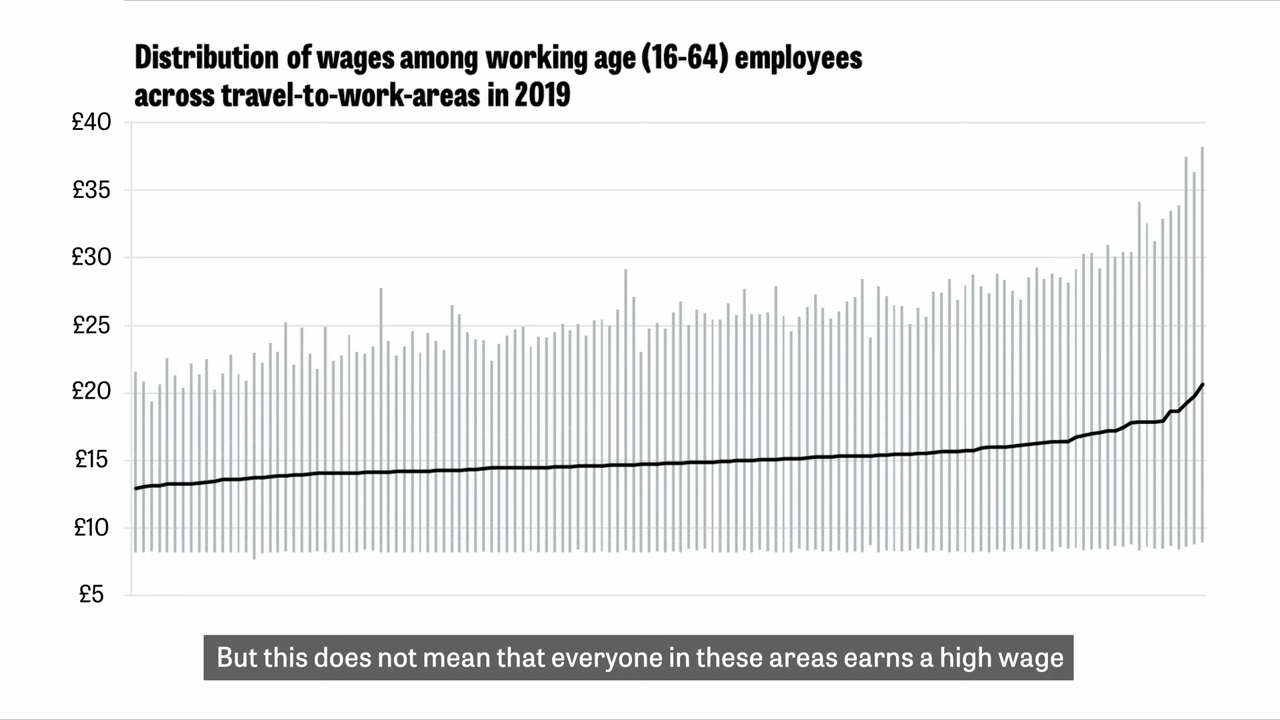 Distribution of wages among working age (16-64) employees
across travel-to-work-areas in 2019
£40
£35
£30
£25
£20
£15
£10
£5
But this does not mean that everyone in these areas earns a high wage